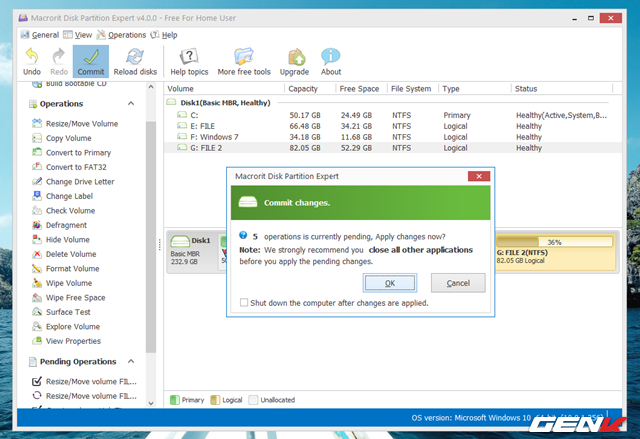 Macrorit Disk Partition Expert v4.0.0 - Free For Home User
General View Operations Help
Undo Redo Commit Reload disks Help topics More free tools Upgrade About
Build Bootable CD
Operations
Resize/Move Volume
Copy Volume
Convert to Primary
Convert to FAT32
Change Drive Letter
Change Label
Check Volume
Defragment
Hide Volume
Delete Volume
Format Volume
Wipe Volume
Wipe Free Space
Surface Test
Explore Volume
View Properties
Pending Operations
Resize/Move volume FIL...
Resize/Move volume FIL...
Volume Capacity Free Space File System Type Status
Disk1(Basic MBR, Healthy)
C: 50.17 GB 24.49 GB NTFS Primary Healthy(Active,System,B...
E: FILE 66.48 GB 34.21 GB NTFS Logical Healthy
F: Windows 7 34.18 GB 11.68 GB NTFS Logical Healthy
G: FILE 2 82.05 GB 52.29 GB NTFS Logical Healthy
Macrorit Disk Partition Expert
Commit changes.
5 operations is currently pending, Apply changes now?
Note: We strongly recommend you close all other applications
before you apply the pending changes.
OK Cancel
Shut down the computer after changes are applied.
Disk1
Basic MBR
232.9 GB
36%
G: FILE 2(NTFS)
82.05 GB Logical
Primary Logical Unallocated
OS version: Microsoft Windows 10
GENK